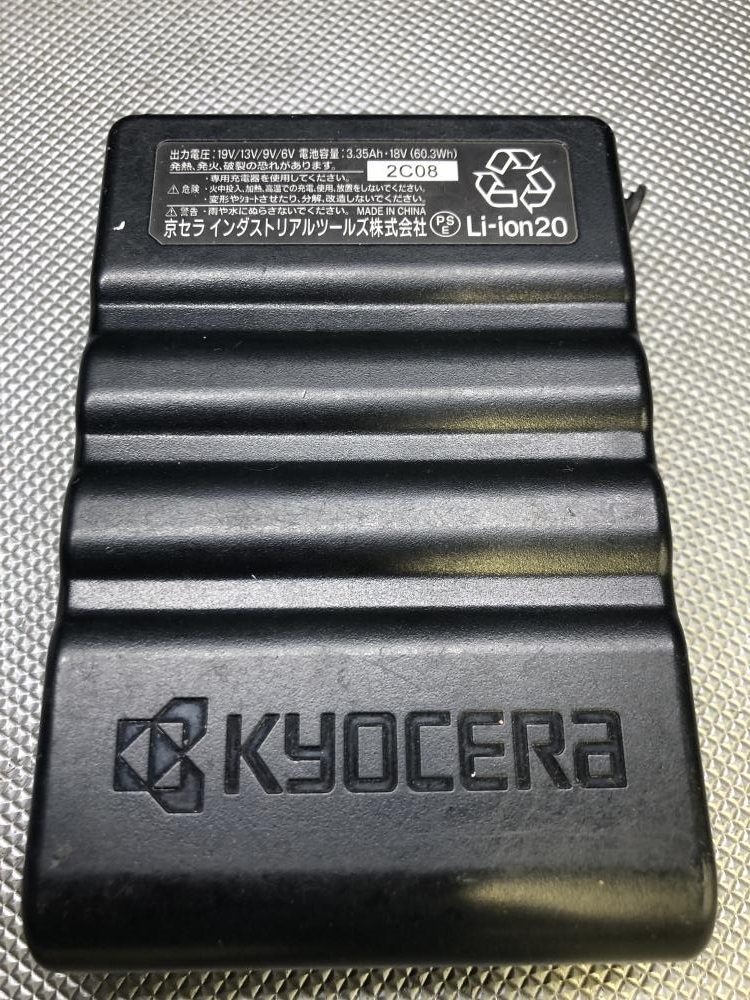 出力電圧:19V/13V/9V/6V 電池容量:3.35Ah・18V(60.3Wh)
発熱、発火、破裂の恐れがあります。
2C08
・専用充電器を使用してください。
⚠危険 ・火中投入、加熱、高温での充電、使用、放置をしないでください。
・変形やショートさせたり、分解、改造しないでください。
⚠警告 ・雨や水にぬらさないでください。 MADE IN CHINA
京セラ インダストリアルツールズ株式会社 PSE Li-ion20
KYOCERA